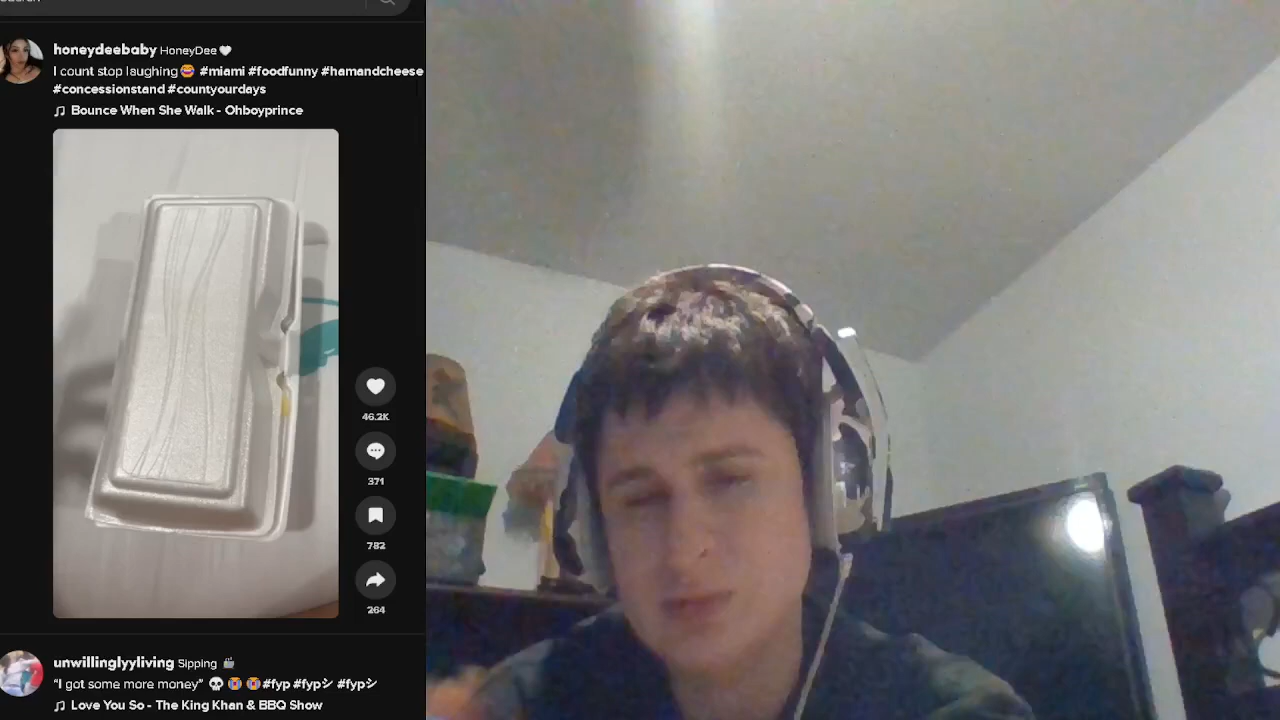 honeydeebaby HoneyDee🤍
I count stop laughing😂 #miami #foodfunny #hamandcheese
#concessionstand #countyourdays
♫ Bounce When She Walk - Ohboyprince
46.2K
371
782
264
unwillinglyyliving Sipping 🍵
“I got some more money” 💀😭😭#fyp #fypシ #fypシ
♫ Love You So - The King Khan & BBQ Show